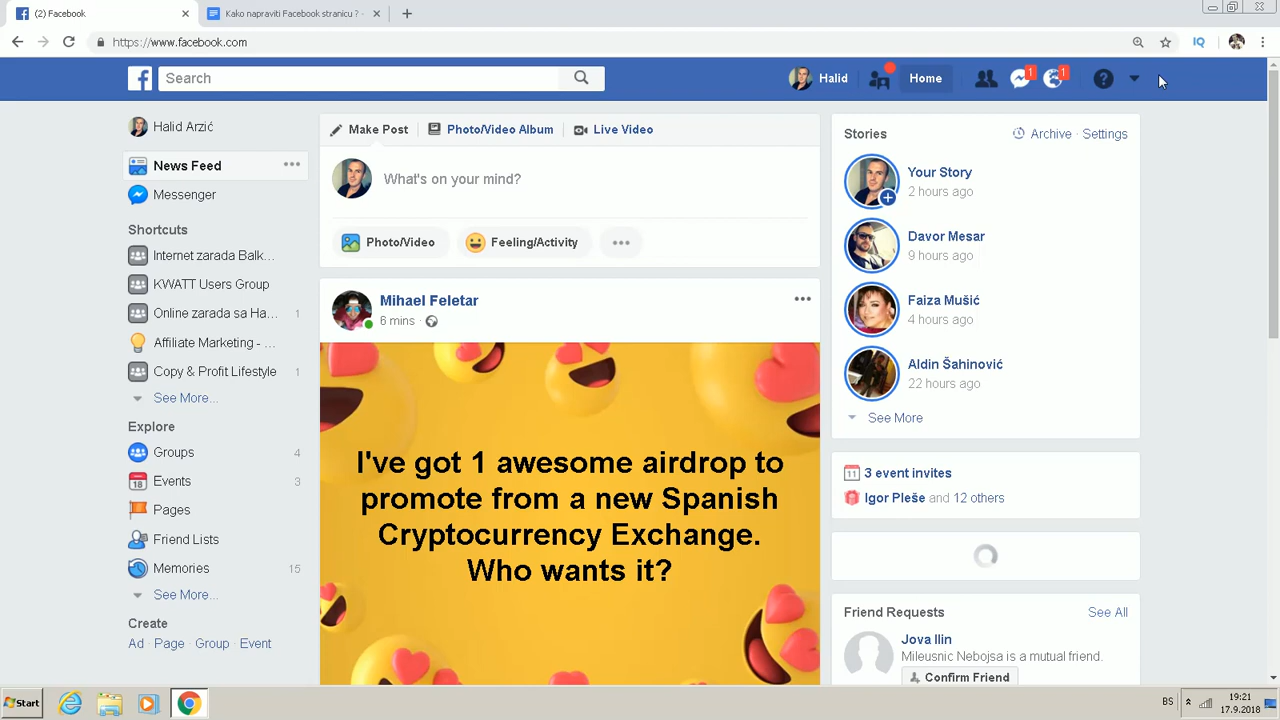 (2) Facebook
Kako napraviti Facebook stranicu ? -
https://www.facebook.com
IQ
Search
Halid
Home
1
1
Halid Arzić
News Feed
Messenger
Shortcuts
Internet zarada Balk...
KWATT Users Group
Online zarada sa Ha... 1
Affiliate Marketing - ...
Copy & Profit Lifestyle 1
See More...
Explore
Groups 4
18 Events 3
Pages
Friend Lists
Memories 15
See More...
Create
Ad · Page · Group · Event
Make Post
Photo/Video Album
Live Video
What's on your mind?
Photo/Video
Feeling/Activity
Mihael Feletar
6 mins ·
I've got 1 awesome airdrop to
promote from a new Spanish
Cryptocurrency Exchange.
Who wants it?
Stories
Archive · Settings
Your Story
2 hours ago
Davor Mesar
9 hours ago
Faiza Mušić
4 hours ago
Aldin Šahinović
22 hours ago
See More
11 3 event invites
Igor Pleše and 12 others
Friend Requests
See All
Jova Ilin
Mileusnic Nebojsa is a mutual friend.
Confirm Friend
Start
BS
19:21
17.9.2018